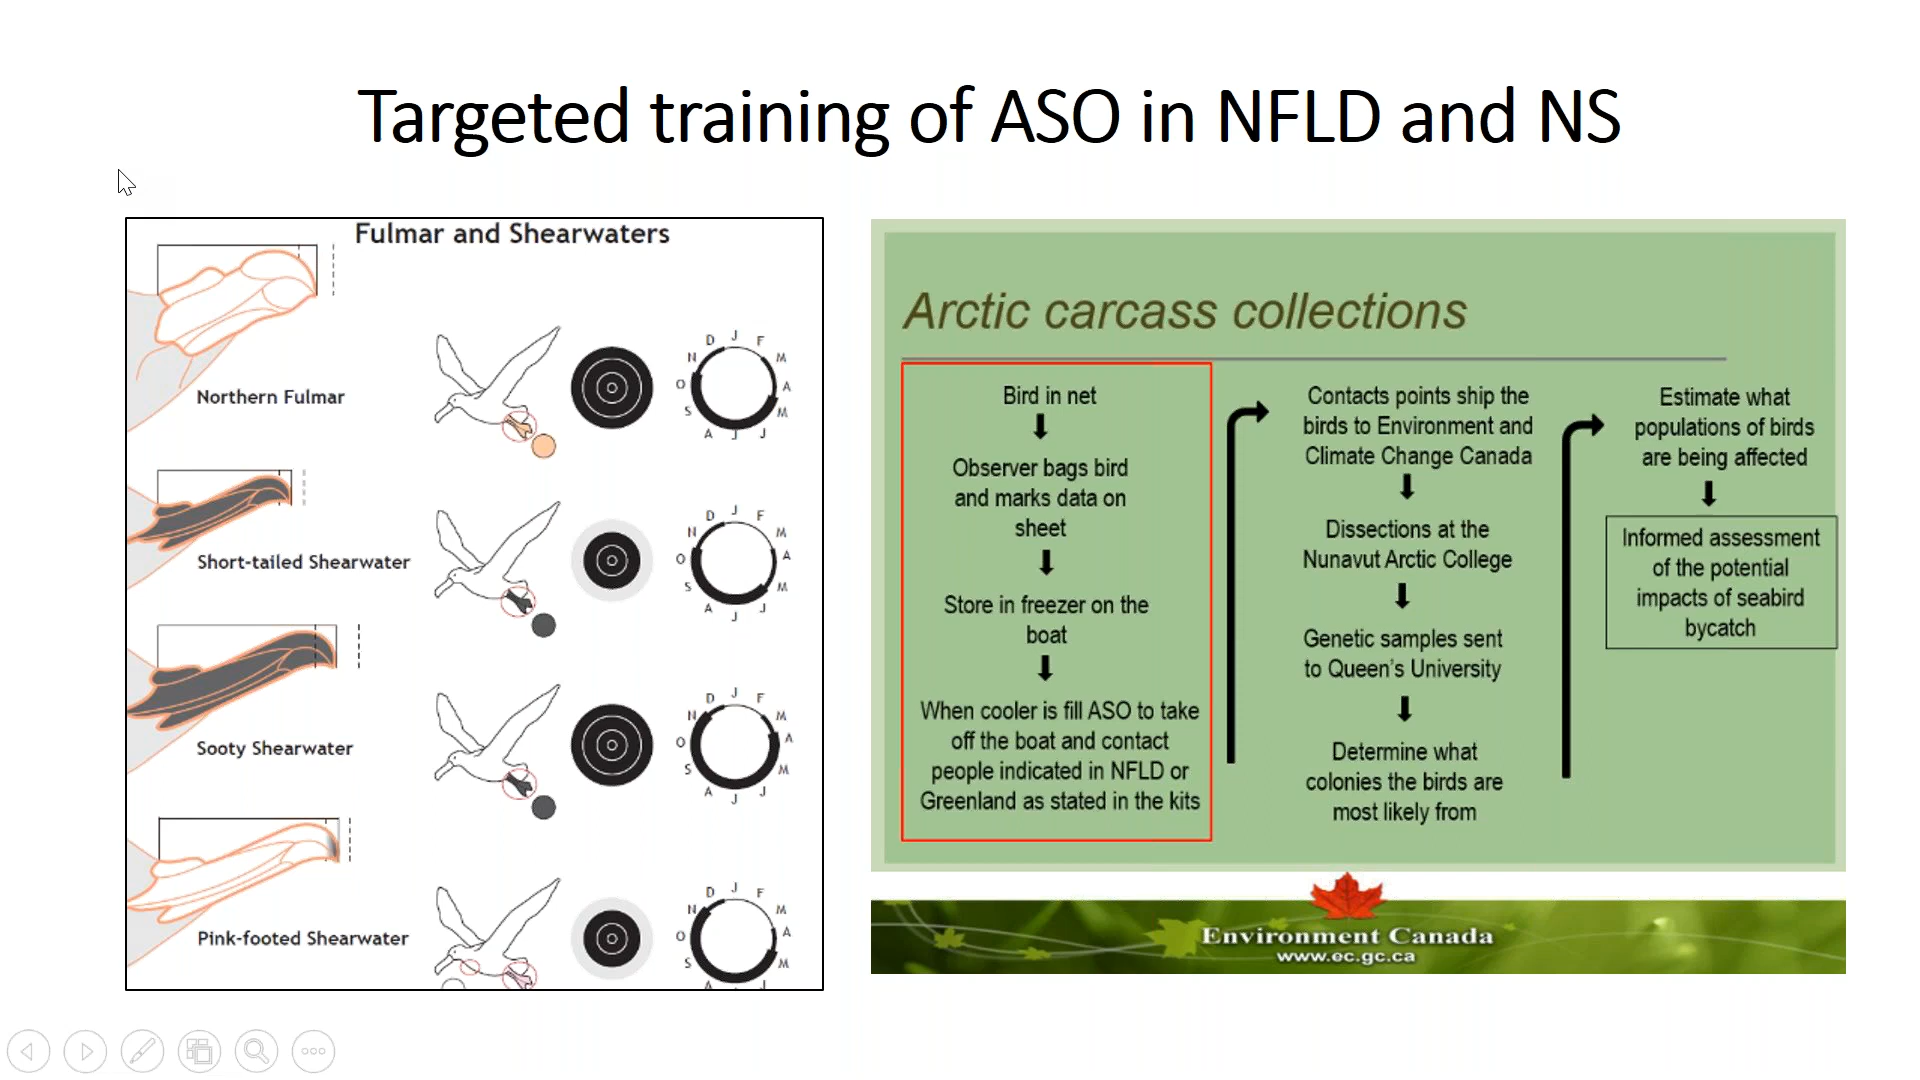 Targeted training of ASO in NFLD and NS
Fulmar and Shearwaters
Northern Fulmar
D J F
N M
O A
S M
A J J
Short-tailed Shearwater
D J F
N M
O A
S M
A J J
Sooty Shearwater
D J F
N M
O A
S M
A J J
Pink-footed Shearwater
D J F
N M
O A
S M
A J J
Arctic carcass collections
Bird in net
Observer bags bird
and marks data on
sheet
Store in freezer on the
boat
When cooler is fill ASO to take
off the boat and contact
people indicated in NFLD or
Greenland as stated in the kits
Contacts points ship the
birds to Environment and
Climate Change Canada
Dissections at the
Nunavut Arctic College
Genetic samples sent
to Queen's University
Determine what
colonies the birds are
most likely from
Estimate what
populations of birds
are being affected
Informed assessment
of the potential
impacts of seabird
bycatch
Environment Canada
www.ec.gc.ca